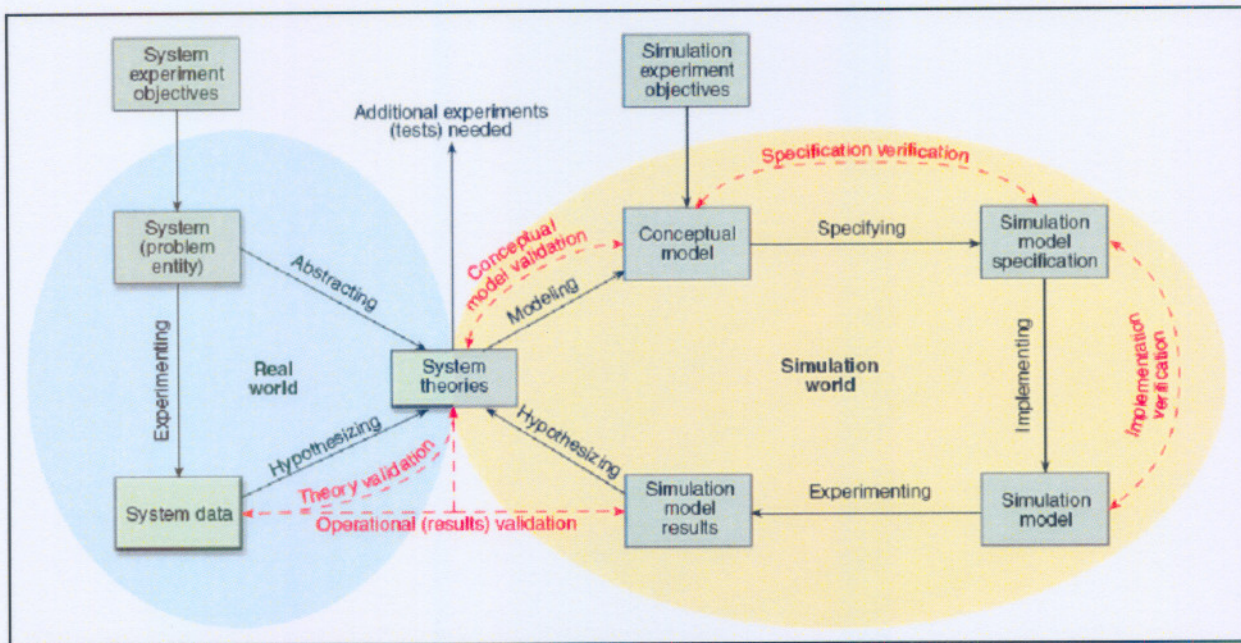 System
experiment
objectives
Simulation
experiment
objectives
Additional experiments
(tests) needed
Specification verification
System
(problem
entity)
Conceptual
model validation
Conceptual
model
Specifying
Simulation
model
specification
Abstracting
Modeling
Experimenting
Real
world
System
theories
Simulation
world
Implementing
Implementation
verification
Hypothesizing
Hypothesizing
Theory validation
System data
Operational (results) validation
Simulation
model
results
Experimenting
Simulation
model